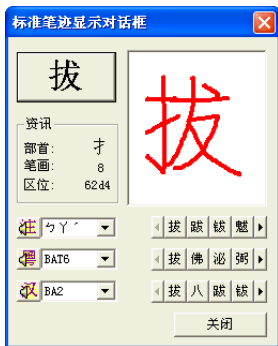 标准笔迹显示对话框
拔
拔
资讯
部首: 扌
笔画: 8
区位: 62d4
注 ㄅㄚˊ
拔 跋 钹 魃
BAT6
拔 佛 泌 弼
汉 BA2
拔 八 跋 钹
关闭